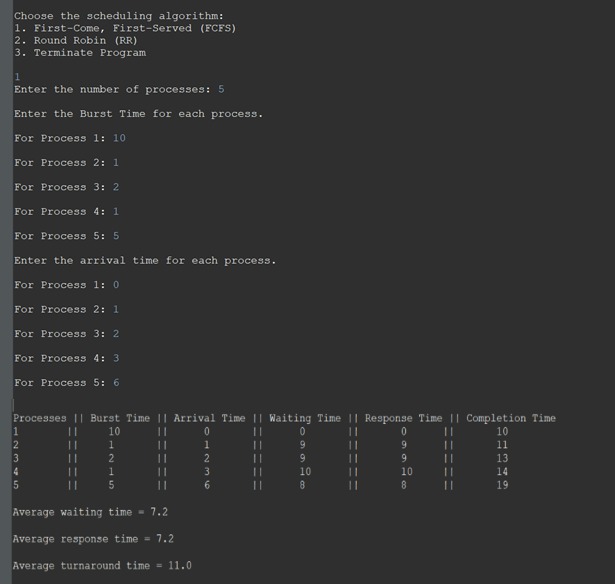 Choose the scheduling algorithm:
1. First-Come, First-Served (FCFS)
2. Round Robin (RR)
3. Terminate Program
1
Enter the number of processes: 5
Enter the Burst Time for each process.
For Process 1: 10
For Process 2: 1
For Process 3: 2
For Process 4: 1
For Process 5: 5
Enter the arrival time for each process.
For Process 1: 0
For Process 2: 1
For Process 3: 2
For Process 4: 3
For Process 5: 6
Processes || Burst Time || Arrival Time || Waiting Time || Response Time || Completion Time
1 || 10 || 0 || 0 || 0 || 10
2 || 1 || 1 || 9 || 9 || 11
3 || 2 || 2 || 9 || 9 || 13
4 || 1 || 3 || 10 || 10 || 14
5 || 5 || 6 || 8 || 8 || 19
Average waiting time = 7.2
Average response time = 7.2
Average turnaround time = 11.0